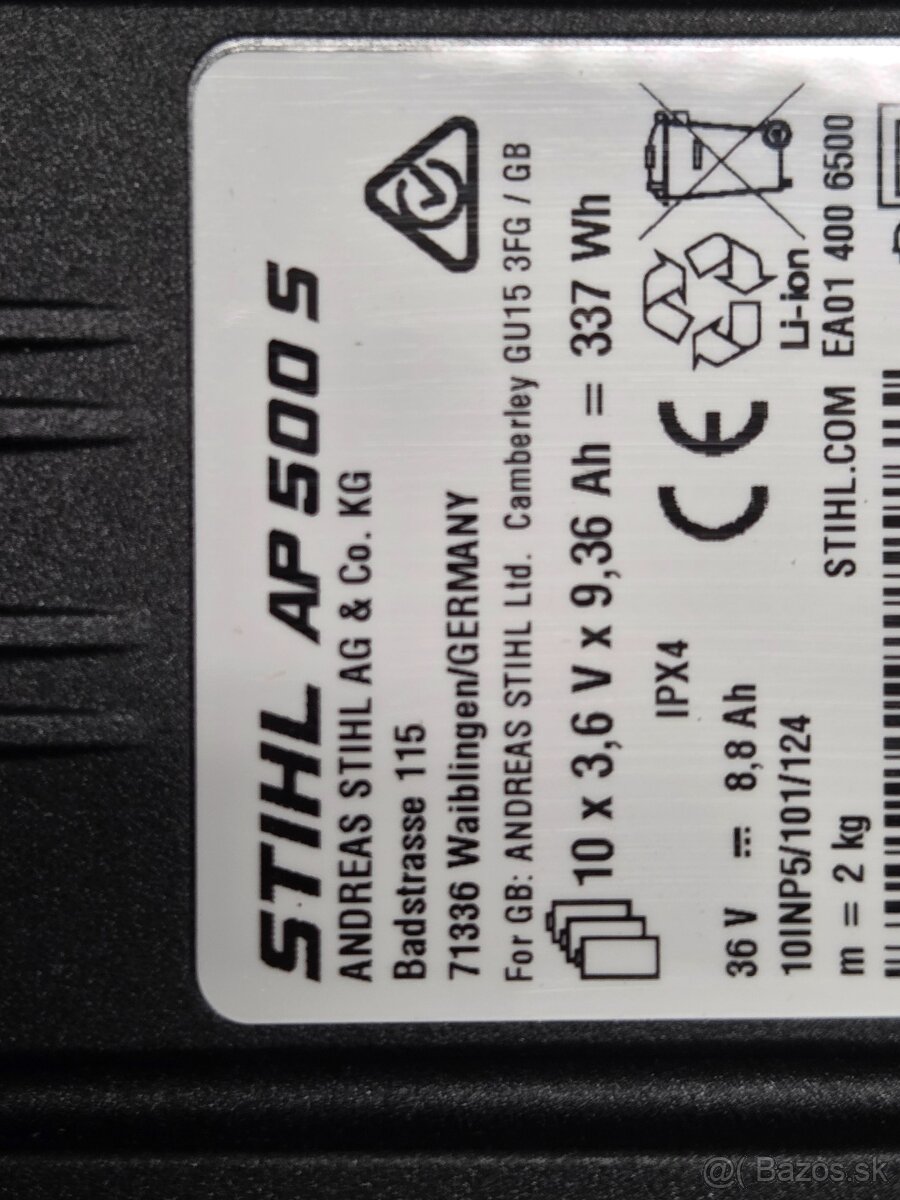 STIHL AP 500 S
ANDREAS STIHL AG & Co. KG
Badstrasse 115
71336 Waiblingen/GERMANY
For GB: ANDREAS STIHL Ltd. Camberley GU15 3FG / GB
10 x 3,6 V x 9,36 Ah = 337 Wh
IPX4
CE
Li-ion
36 V ⎓ 8,8 Ah
10INP5/101/124
m = 2 kg
STIHL.COM EA01 400 6500
@( Bazos.sk